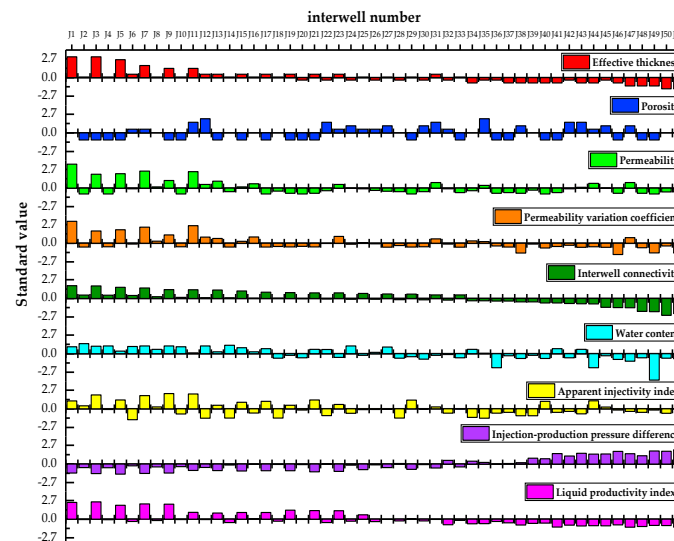 interwell number
J1 J2 J3 J4 J5 J6 J7 J8 J9 J10 J11 J12 J13 J14 J15 J16 J17 J18 J19 J20 J21 J22 J23 J24 J25 J26 J27 J28 J29 J30 J31 J32 J33 J34 J35 J36 J37 J38 J39 J40 J41 J42 J43 J44 J45 J46 J47 J48 J49 J50
2.7
Effective thicknes
0.0
-2.7
Porosit
0.0
-2.7
2.7
Permeabilit
0.0
-2.7
2.7
Permeability variation coefficien
0.0
-2.7
2.7
Interwell connectivit
0.0
-2.7
2.7
Water conten
0.0
-2.7
2.7
Apparent injectivity index
0.0
-2.7
2.7
Injection-production pressure differenc
0.0
-2.7
2.7
Liquid productivity index
0.0
-2.7
Standard value